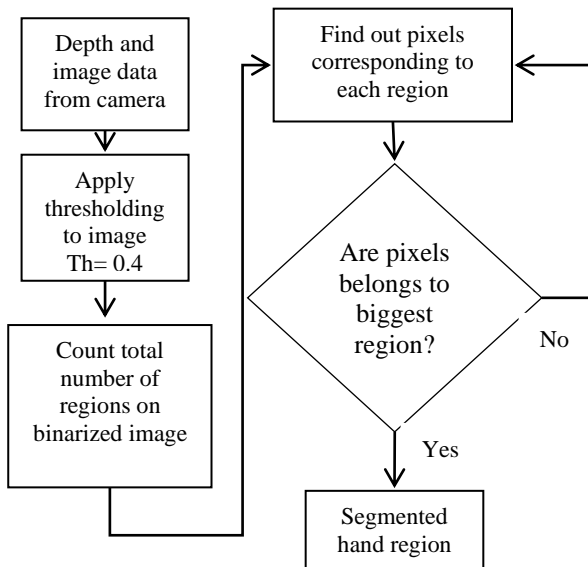 Depth and
image data
from camera
Apply
thresholding
to image
Th= 0.4
Count total
number of
regions on
binarized image
Find out pixels
corresponding to
each region
Are pixels
belongs to
biggest
region?
No
Yes
Segmented
hand region